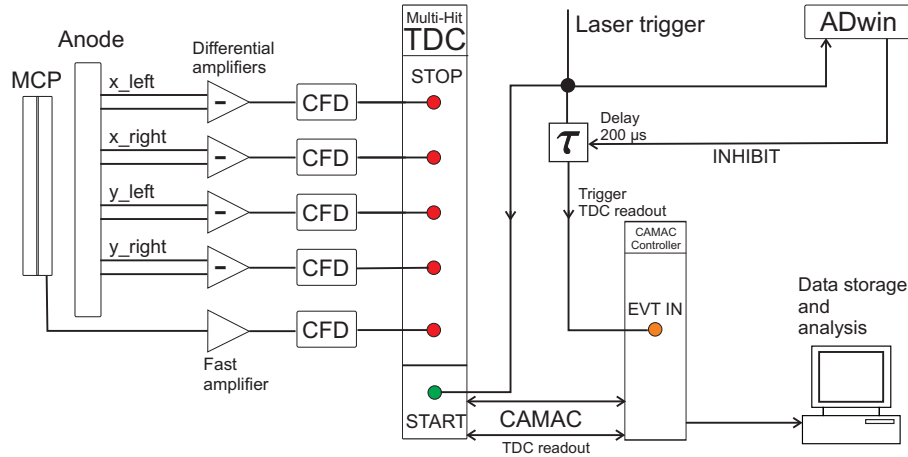 MCP
Anode
x_left
x_right
y_left
y_right
Differential
amplifiers
-
-
-
-
Fast
amplifier
CFD
CFD
CFD
CFD
CFD
Multi-Hit
TDC
STOP
START
Laser trigger
ADwin
τ
Delay
200 µs
INHIBIT
Trigger
TDC readout
CAMAC
Controller
EVT IN
CAMAC
TDC readout
Data storage
and
analysis